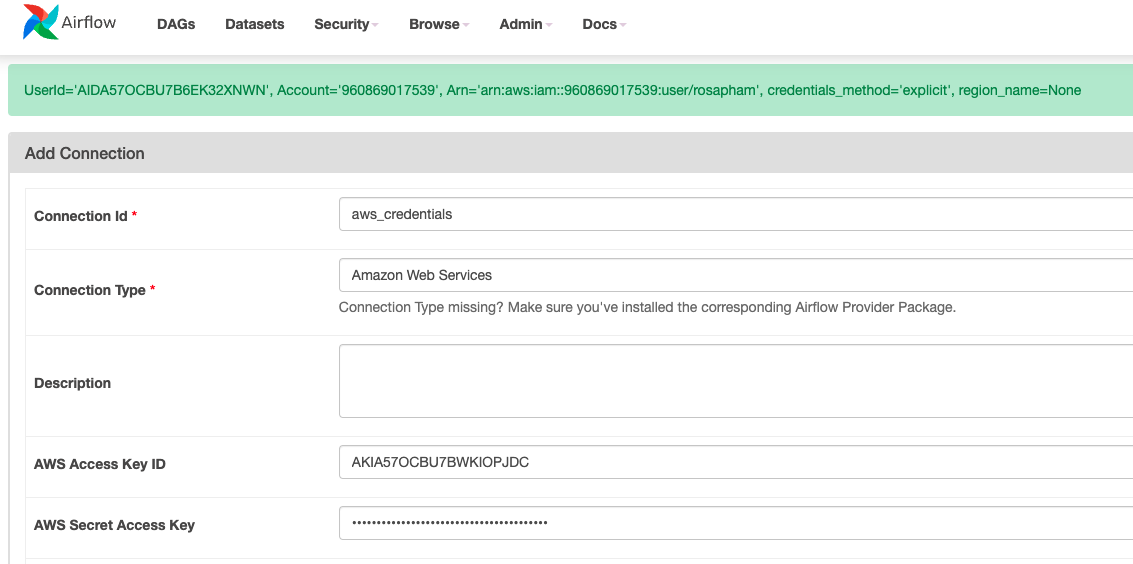 Airflow DAGs Datasets Security Browse Admin Docs
UserId='AIDA57OCBU7B6EK32XNWN', Account='960869017539', Arn='arn:aws:iam::960869017539:user/rosapham', credentials_method='explicit', region_name=None
Add Connection
Connection Id * aws_credentials
Connection Type * Amazon Web Services
Connection Type missing? Make sure you've installed the corresponding Airflow Provider Package.
Description
AWS Access Key ID AKIA57OCBU7BWKIOPJDC
AWS Secret Access Key ••••••••••••••••••••••••••••••••••••••••